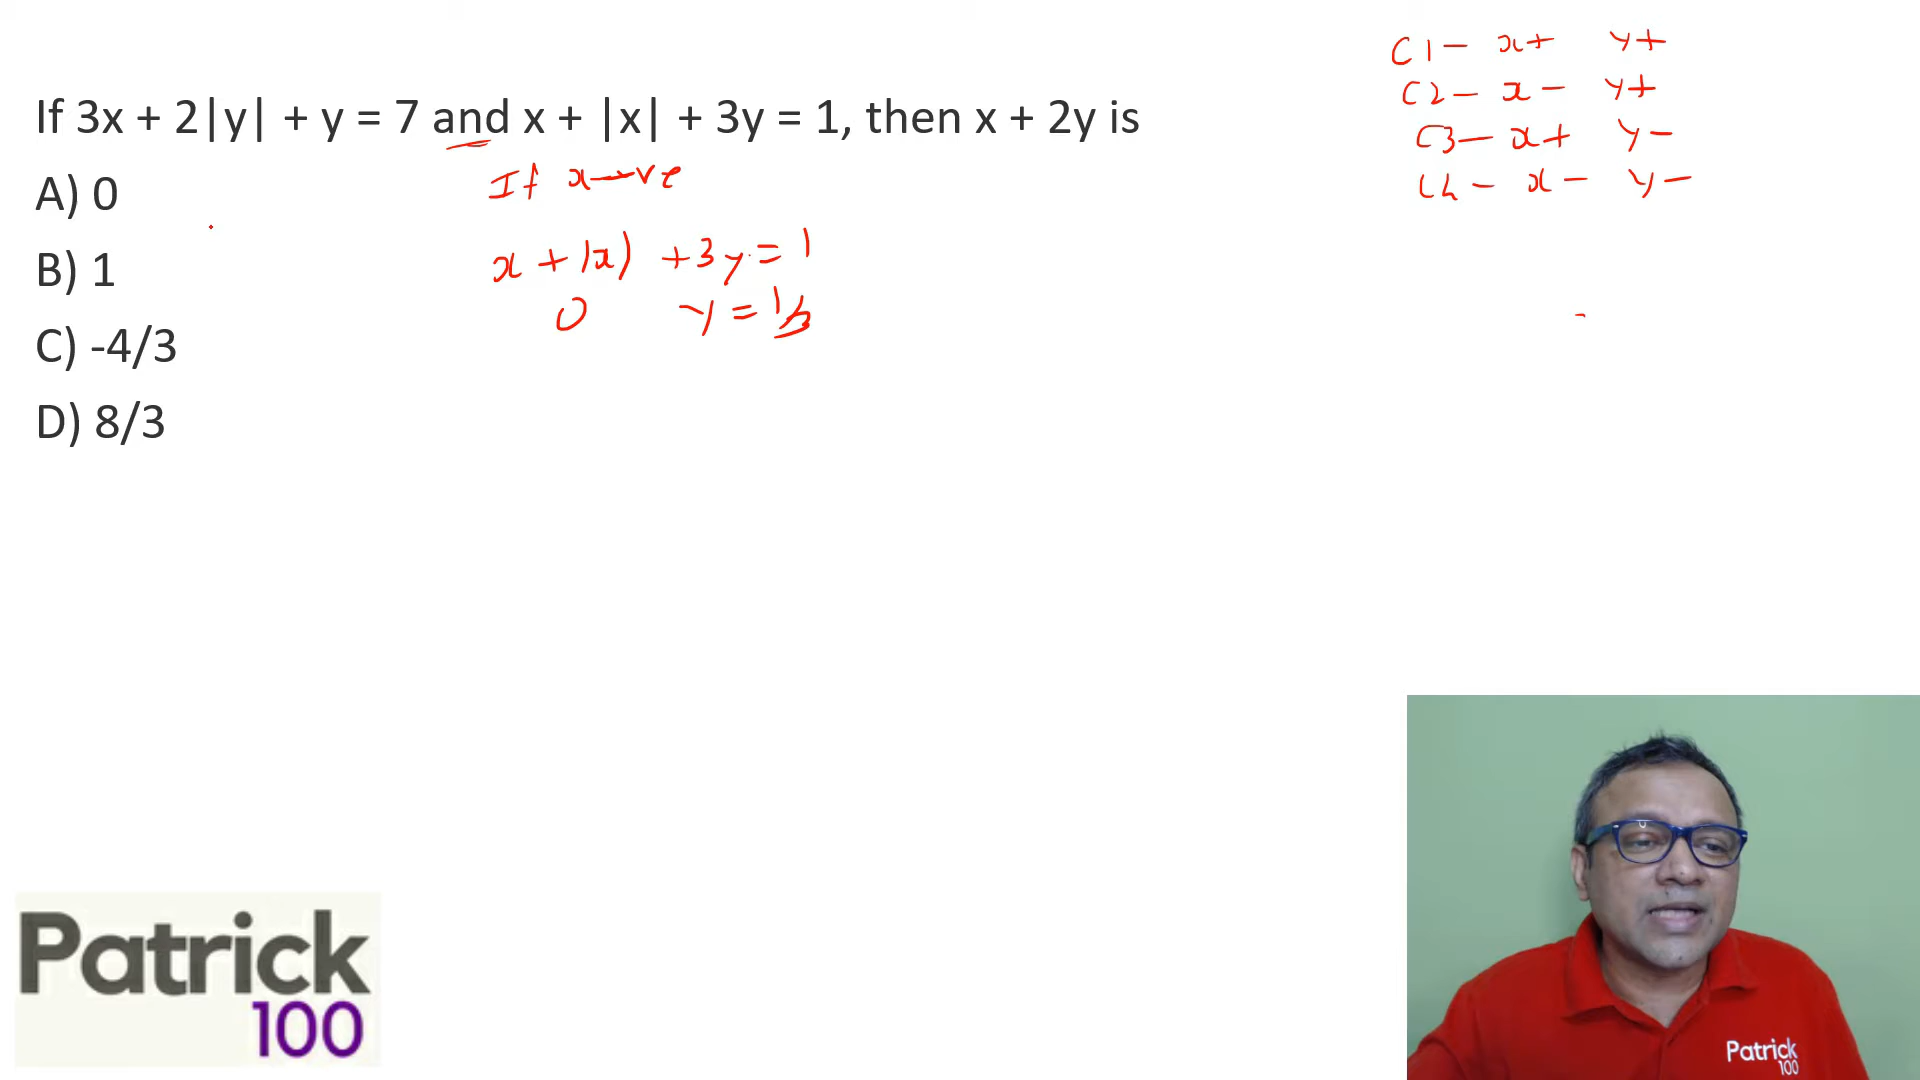 If 3x + 2|y| + y = 7 and x + |x| + 3y = 1, then x + 2y is
A) 0
B) 1
C) -4/3
D) 8/3
If x -ve
x + |x| + 3y = 1
0 y = 1/3
C1 - x+ y+
C2 - x - y+
C3 - x+ y -
C4 - x - y -
Patrick
100
Patrick
100